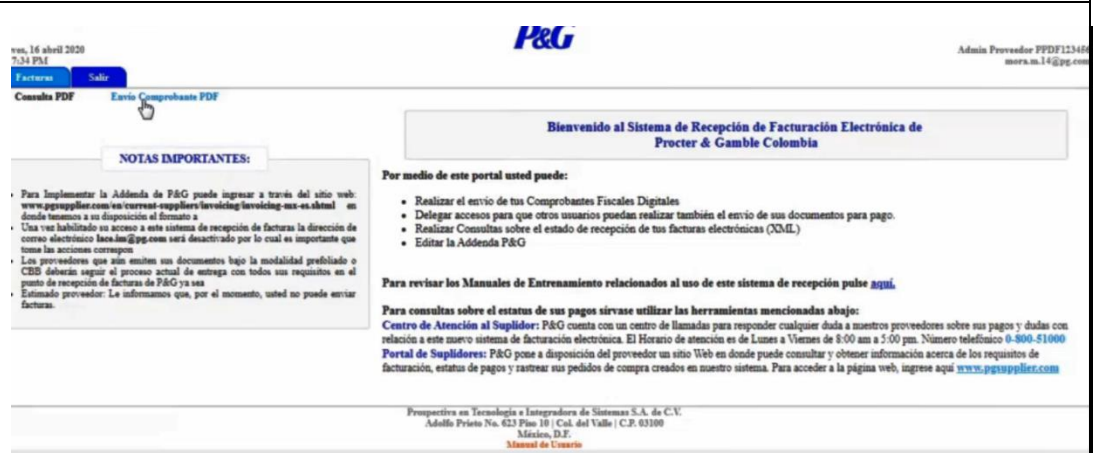 P&G
ves, 16 abril 2020
7:34 PM
Admin Proveedor PPDF123456
mora.m.14@pg.com
Facturas Salir
Consulta PDF Envío Comprobante PDF
NOTAS IMPORTANTES:
Para Implementar la Addenda de P&G puede ingresar a través del sitio web:
www.pgsupplier.com/en/current-suppliers/invoicing/invoicing-mx-es.shtml en
donde tenemos a su disposición el formato a
Una vez habilitado su acceso a este sistema de recepción de facturas la dirección de
correo electrónico lace.im@pg.com será desactivado por lo cual es importante que
tome las acciones correspon
Los proveedores que aún emiten sus documentos bajo la modalidad prefoliado o
CBB deberán seguir el proceso actual de entrega con todos sus requisitos en el
punto de recepción de facturas de P&G ya sea
Estimado proveedor: Le informamos que, por el momento, usted no puede enviar
facturas.
Bienvenido al Sistema de Recepción de Facturación Electrónica de
Procter & Gamble Colombia
Por medio de este portal usted puede:
Realizar el envío de tus Comprobantes Fiscales Digitales
Delegar accesos para que otros usuarios puedan realizar también el envío de sus documentos para pago.
Realizar Consultas sobre el estado de recepción de tus facturas electrónicas (XML)
Editar la Addenda P&G
Para revisar los Manuales de Entrenamiento relacionados al uso de este sistema de recepción pulse aquí.
Para consultas sobre el estatus de sus pagos sirvase utilizar las herramientas mencionadas abajo:
Centro de Atención al Suplidor: P&G cuenta con un centro de llamadas para responder cualquier duda a nuestros proveedores sobre sus pagos y dudas con
relación a este nuevo sistema de facturación electrónica. El Horario de atención es de Lunes a Viernes de 8:00 am a 5:00 pm. Número telefónico 0-800-51000
Portal de Suplidores: P&G pone a disposición del proveedor un sitio Web en donde puede consultar y obtener información acerca de los requisitos de
facturación, estatus de pagos y rastrear sus pedidos de compra creados en nuestro sistema. Para acceder a la página web, ingrese aquí www.pgsupplier.com
Prospectiva en Tecnología e Integradora de Sistemas S.A. de C.V.
Adolfo Prieto No. 623 Piso 10 | Col. del Valle | C.P. 03100
México, D.F.
Manual de Usuario